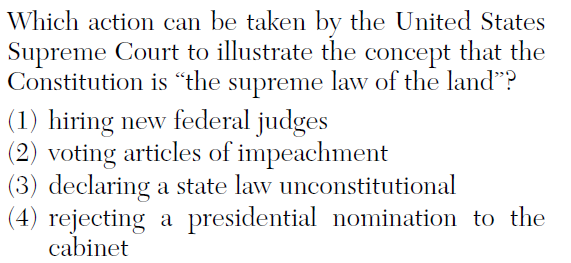 Which action can be taken by the United States
Supreme Court to illustrate the concept that the
Constitution is “the supreme law of the land”?
(1) hiring new federal judges
(2) voting articles of impeachment
(3) declaring a state law unconstitutional
(4) rejecting a presidential nomination to the
cabinet